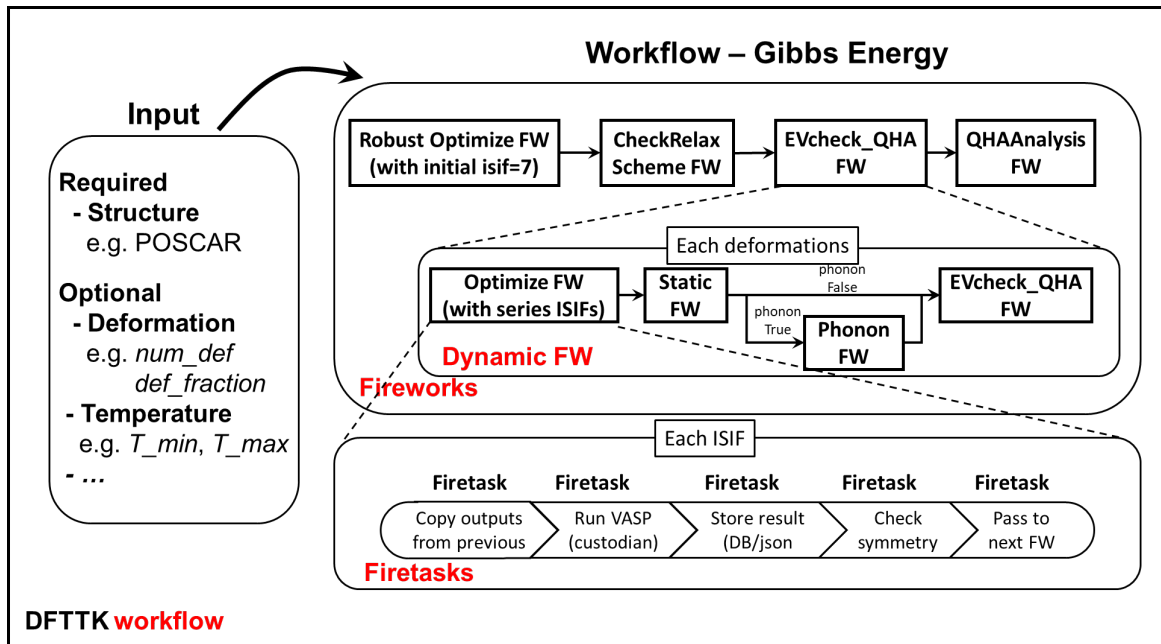 Workflow – Gibbs Energy
Input
Required
- Structure
e.g. POSCAR
Optional
- Deformation
e.g. num_def
def_fraction
- Temperature
e.g. T_min, T_max
- ...
Robust Optimize FW
(with initial isif=7)
CheckRelax
Scheme FW
EVcheck_QHA
FW
QHAAnalysis
FW
Each deformations
Optimize FW
(with series ISIFs)
Static
FW
phonon
False
phonon
True
Phonon
FW
EVcheck_QHA
FW
Dynamic FW
Fireworks
Each ISIF
Firetask
Firetask
Firetask
Firetask
Firetask
Copy outputs
from previous
Run VASP
(custodian)
Store result
(DB/json
Check
symmetry
Pass to
next FW
Firetasks
DFTTK workflow